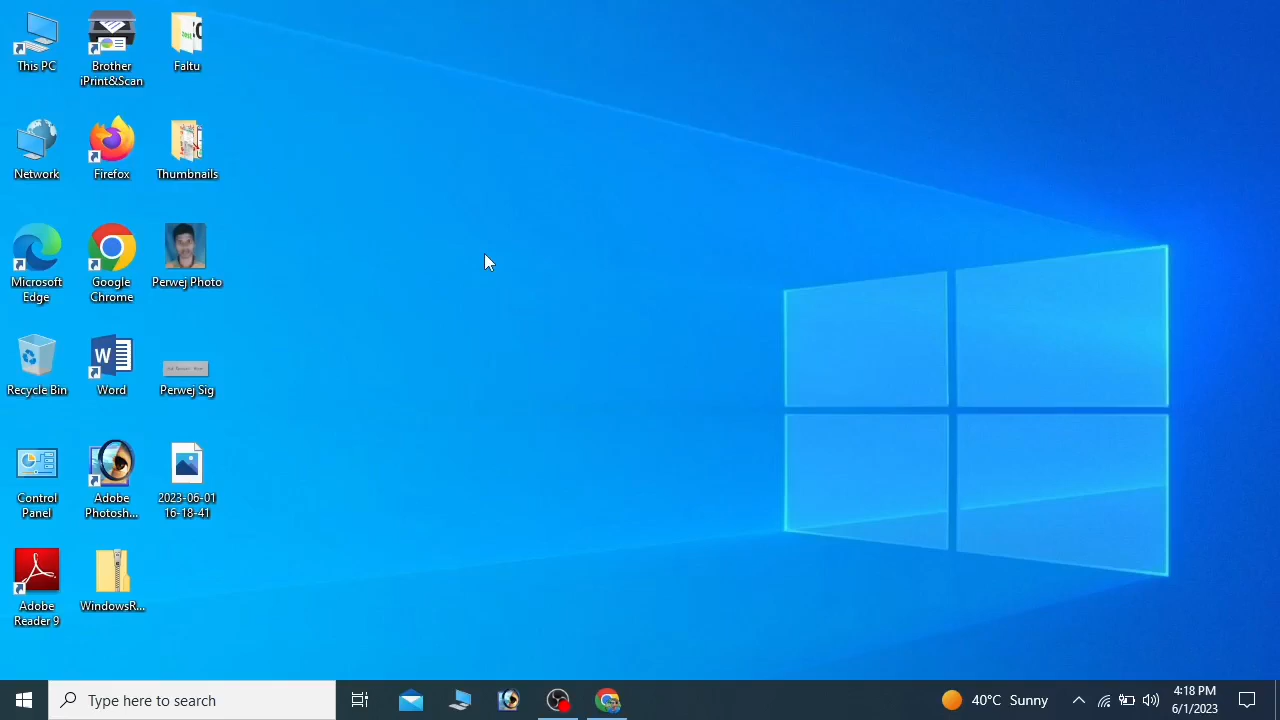 This PC
Brother
iPrint&Scan
Faltu
Network
Firefox
Thumbnails
Microsoft
Edge
Google
Chrome
Perwej Photo
Recycle Bin
Word
Perwej Sig
Control
Panel
Adobe
Photosh...
2023-06-01
16-18-41
Adobe
Reader 9
WindowsR...
Type here to search
40°C Sunny
4:18 PM
6/1/2023